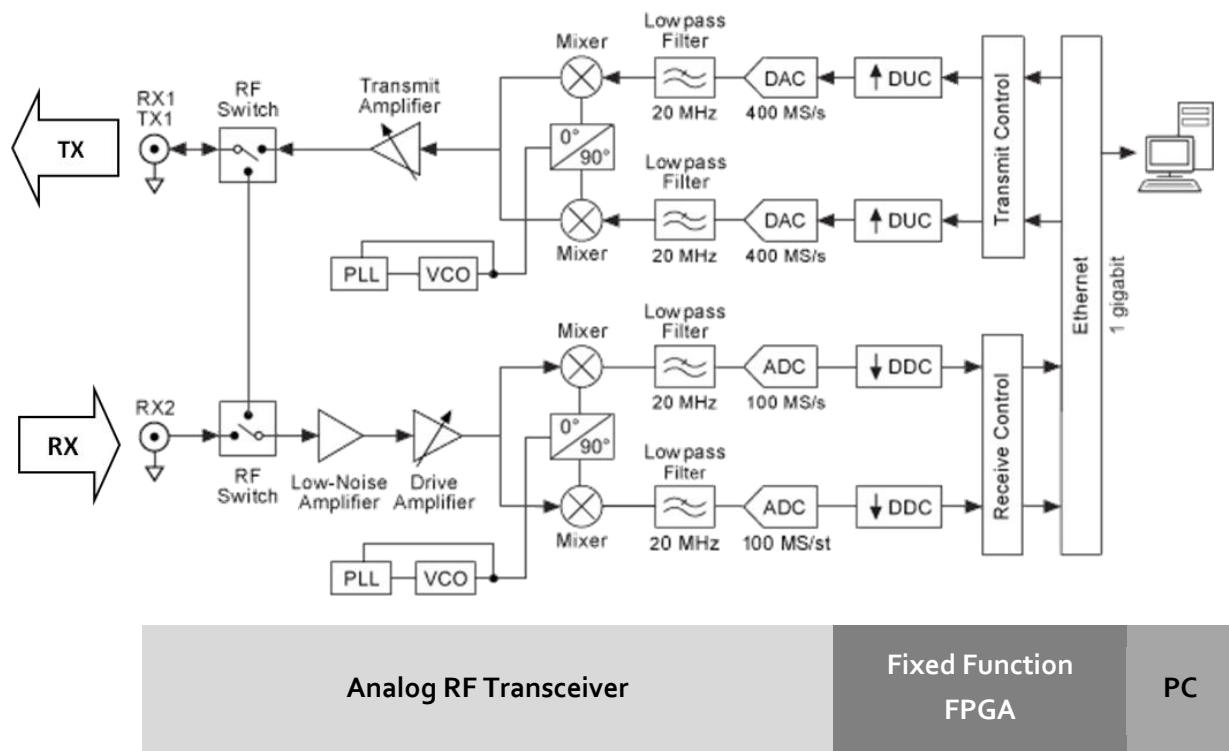 TX
RX1
TX1
RF
Switch
Transmit
Amplifier
Mixer
0°
90°
Mixer
PLL
VCO
Lowpass
Filter
20 MHz
DAC
400 MS/s
DUC
Lowpass
Filter
20 MHz
DAC
400 MS/s
DUC
Transmit Control
Ethernet
1 gigabit
RX
RX2
RF
Switch
Low-Noise
Amplifier
Drive
Amplifier
Mixer
0°
90°
Mixer
PLL
VCO
Lowpass
Filter
20 MHz
ADC
100 MS/s
DDC
Lowpass
Filter
20 MHz
ADC
100 MS/st
DDC
Receive Control
Analog RF Transceiver
Fixed Function
FPGA
PC